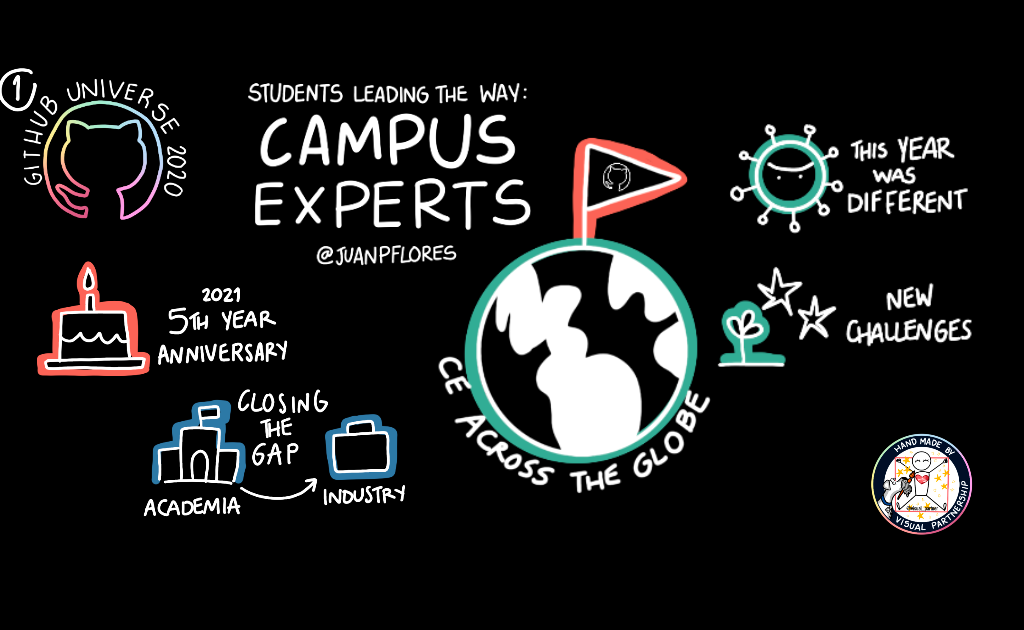 1
GITHUB UNIVERSE 2020
STUDENTS LEADING THE WAY:
CAMPUS
EXPERTS
@JUANPFLORES
THIS YEAR
WAS
DIFFERENT
2021
5TH YEAR
ANNIVERSARY
NEW
CHALLENGES
CLOSING
THE
GAP
ACADEMIA
INDUSTRY
CE ACROSS THE GLOBE
HAND MADE BY
VISUAL PARTNERSHIP